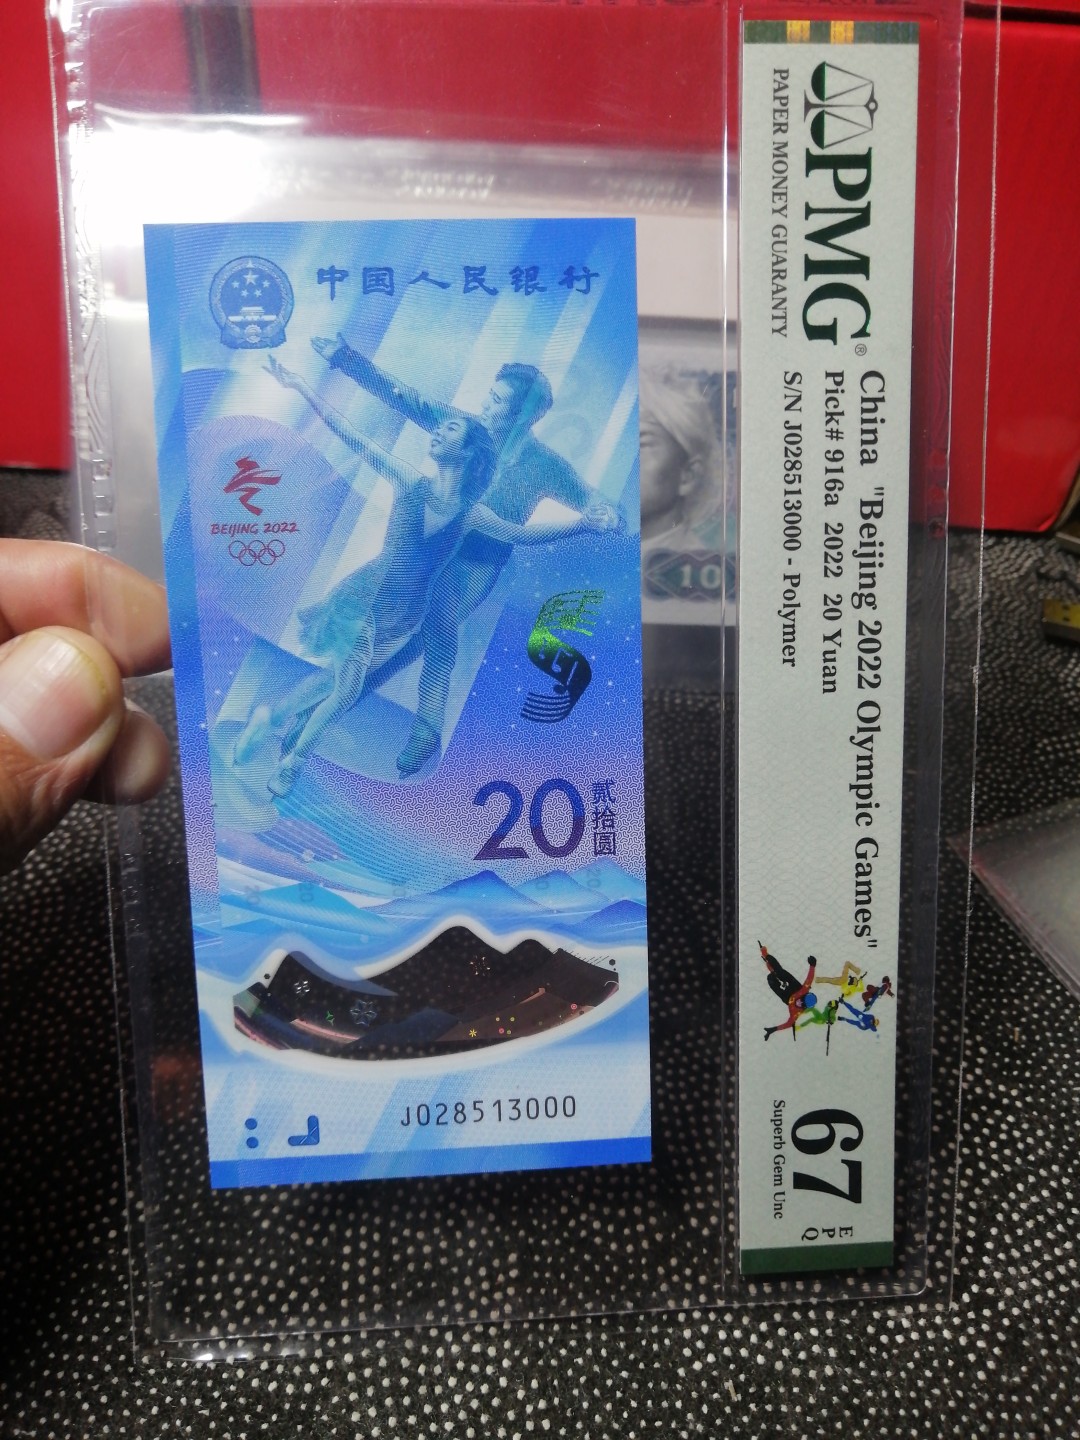 中国人民银行
BEIJING 2022
20
贰拾圆
J028513000
10
PMG®
PAPER MONEY GUARANTY
China "Beijing 2022 Olympic Games"
Pick# 916a 2022 20 Yuan
S/N J028513000 - Polymer
67
EPQ
Superb Gem Unc